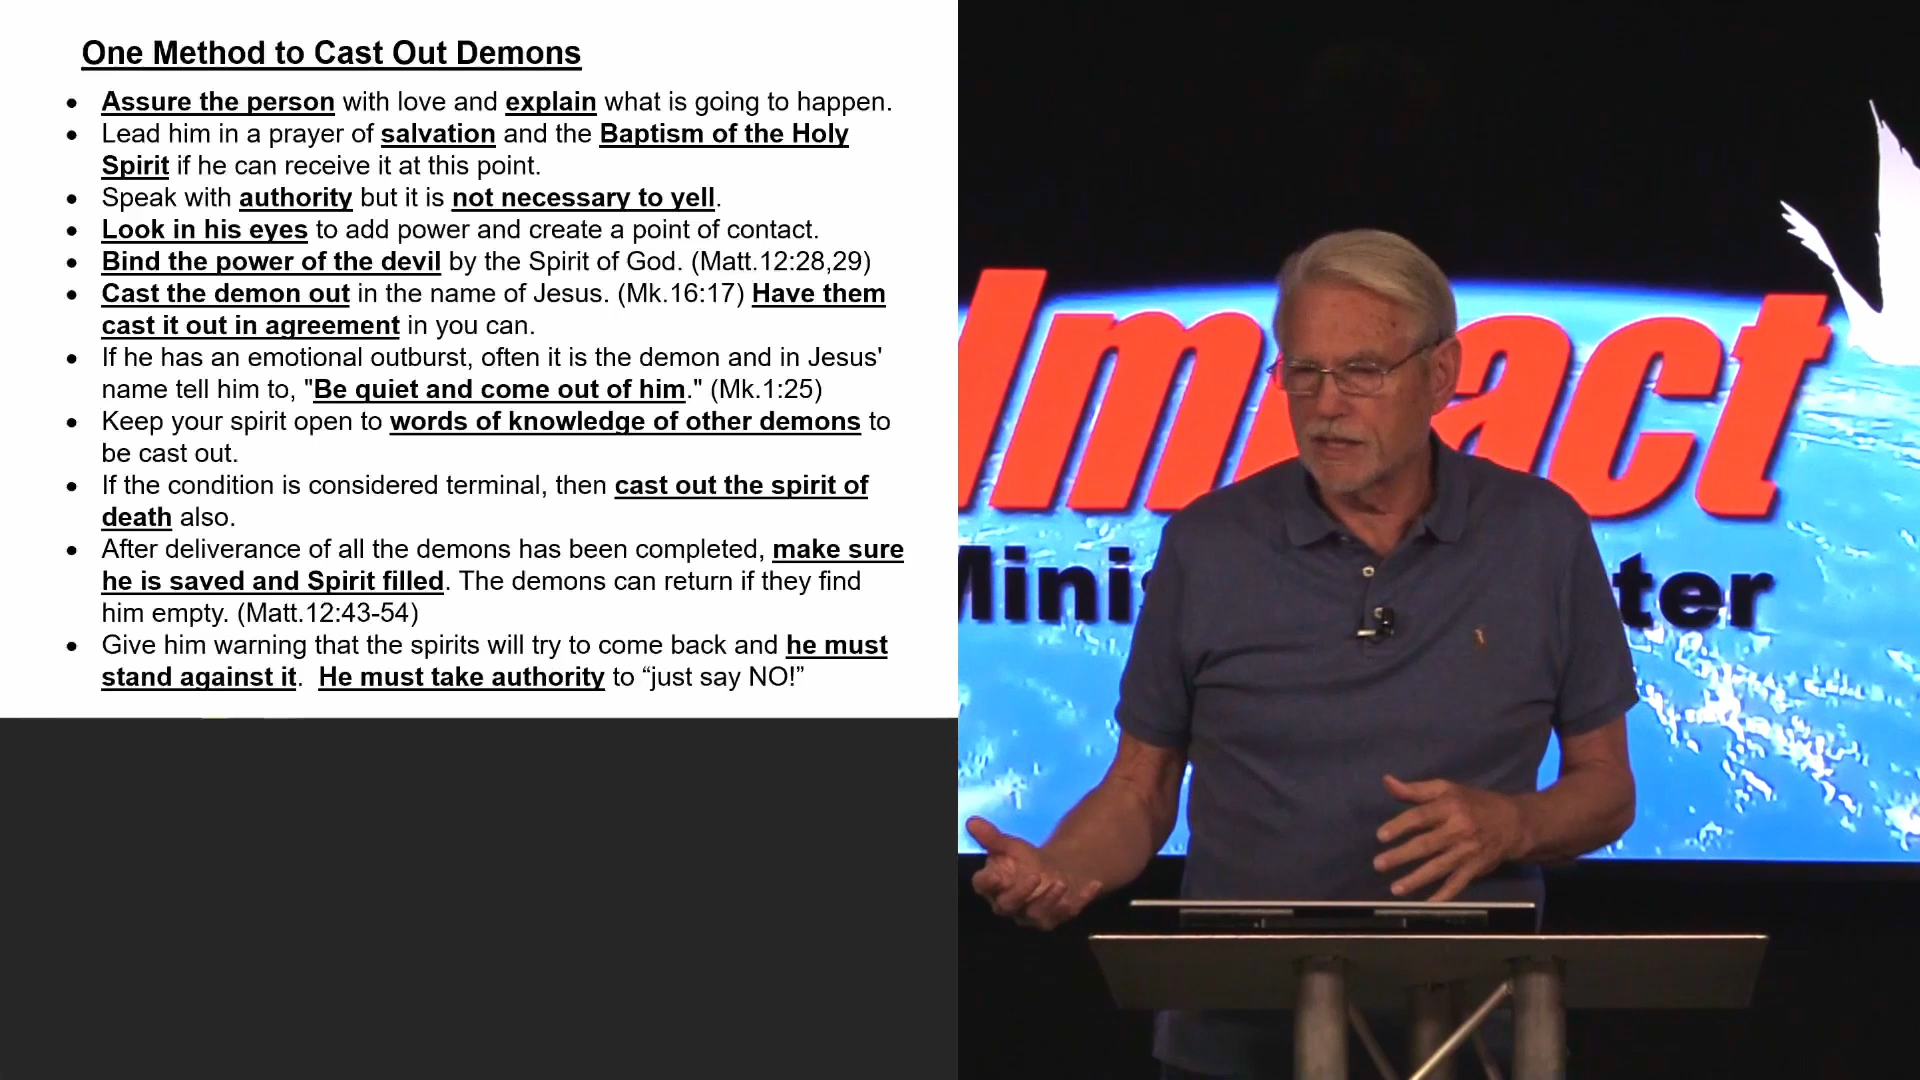 One Method to Cast Out Demons
• Assure the person with love and explain what is going to happen.
• Lead him in a prayer of salvation and the Baptism of the Holy
Spirit if he can receive it at this point.
• Speak with authority but it is not necessary to yell.
• Look in his eyes to add power and create a point of contact.
• Bind the power of the devil by the Spirit of God. (Matt.12:28,29)
• Cast the demon out in the name of Jesus. (Mk.16:17) Have them
cast it out in agreement in you can.
• If he has an emotional outburst, often it is the demon and in Jesus'
name tell him to, "Be quiet and come out of him." (Mk.1:25)
• Keep your spirit open to words of knowledge of other demons to
be cast out.
• If the condition is considered terminal, then cast out the spirit of
death also.
• After deliverance of all the demons has been completed, make sure
he is saved and Spirit filled. The demons can return if they find
him empty. (Matt.12:43-54)
• Give him warning that the spirits will try to come back and he must
stand against it. He must take authority to “just say NO!”